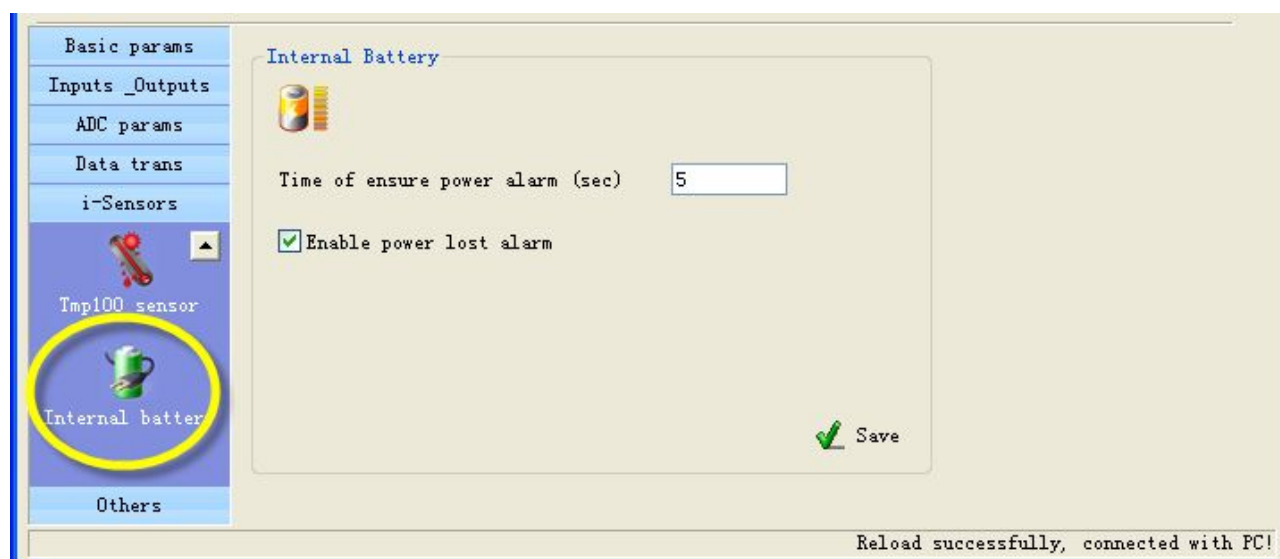 Basic params
Inputs _Outputs
ADC params
Data trans
i-Sensors
Tmp100 sensor
Internal batter
Others
Internal Battery
Time of ensure power alarm (sec)
5
Enable power lost alarm
Save
Reload successfully, connected with PC!